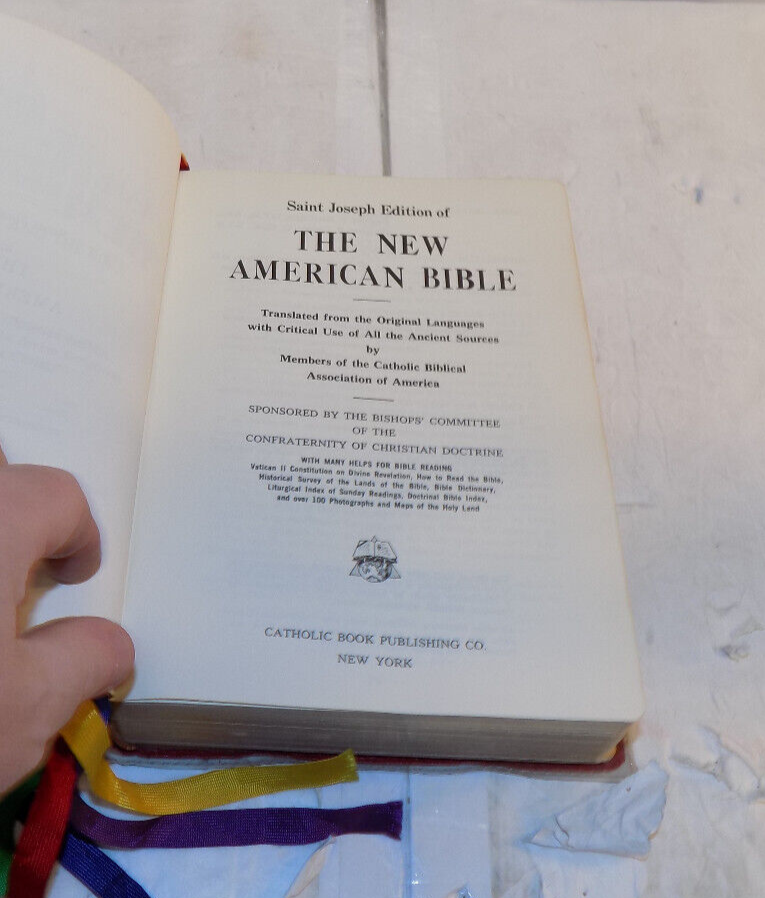 Saint Joseph Edition of
THE NEW
AMERICAN BIBLE
Translated from the Original Languages
with Critical Use of All the Ancient Sources
by
Members of the Catholic Biblical
Association of America
SPONSORED BY THE BISHOPS' COMMITTEE
OF THE
CONFRATERNITY OF CHRISTIAN DOCTRINE
WITH MANY HELPS FOR BIBLE READING
Vatican II Constitution on Divine Revelation, How to Read the Bible,
Historical Survey of the Lands of the Bible, Bible Dictionary,
Liturgical Index of Sunday Readings, Doctrinal Bible Index,
and over 100 Photographs and Maps of the Holy Land
CATHOLIC BOOK PUBLISHING CO.
NEW YORK